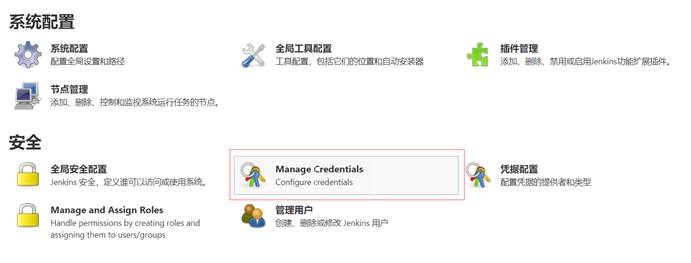 系统配置
系统配置
配置全局设置和路径
全局工具配置
工具配置，包括它们的位置和自动安装器
插件管理
添加、删除、禁用或启用Jenkins功能扩展插件。
节点管理
添加、删除、控制和监视系统运行任务的节点。
安全
全局安全配置
Jenkins 安全，定义谁可以访问或使用系统。
Manage Credentials
Configure credentials
凭据配置
配置凭据的提供者和类型
Manage and Assign Roles
Handle permissions by creating roles and
assigning them to users/groups
管理用户
创建、删除或修改 Jenkins 用户